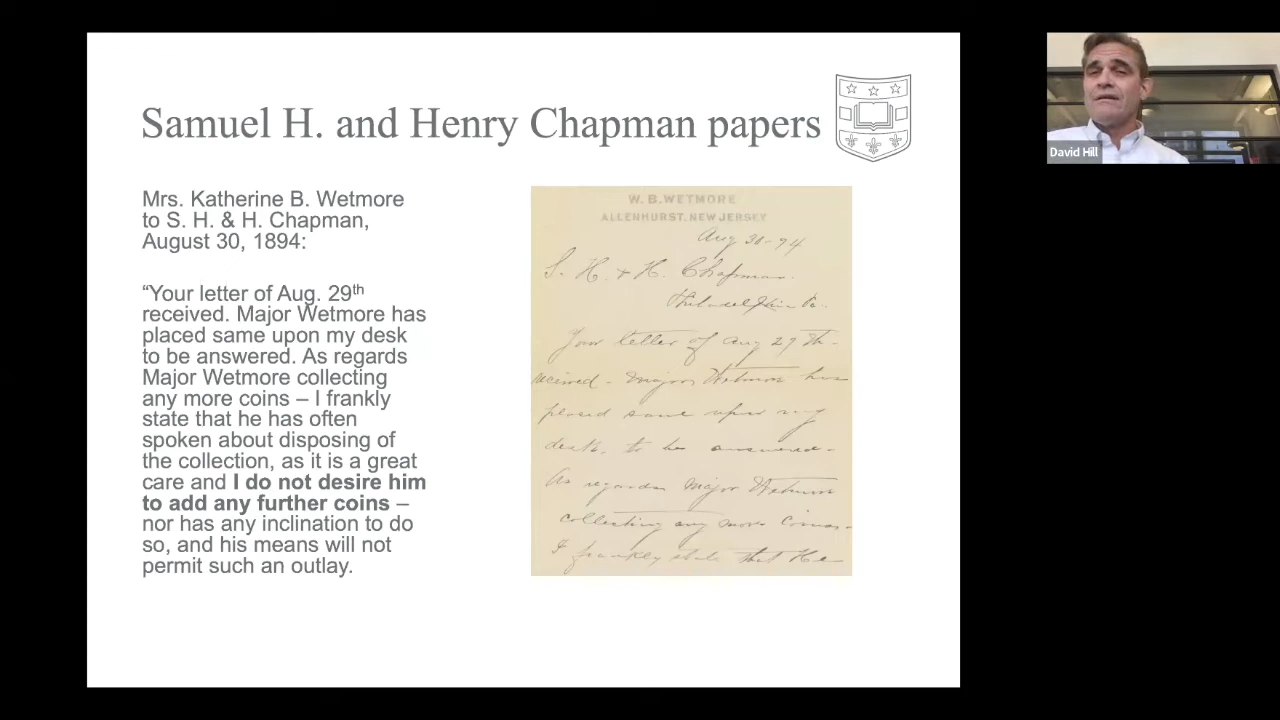 Samuel H. and Henry Chapman papers
Mrs. Katherine B. Wetmore
to S. H. & H. Chapman,
August 30, 1894:
“Your letter of Aug. 29th
received. Major Wetmore has
placed same upon my desk
to be answered. As regards
Major Wetmore collecting
any more coins – I frankly
state that he has often
spoken about disposing of
the collection, as it is a great
care and I do not desire him
to add any further coins –
nor has any inclination to do
so, and his means will not
permit such an outlay.
W. B. WETMORE
ALLENHURST, NEW JERSEY
Aug 30-94
S. H. & H. Chapman.
Philadelphia Pa.
Your letter of Aug 29 th-
received - Major Wetmore has
placed same upon my
desk, to be answered-
As regards Major Wetmore
collecting any more Coins-
I frankly state that He
David Hill